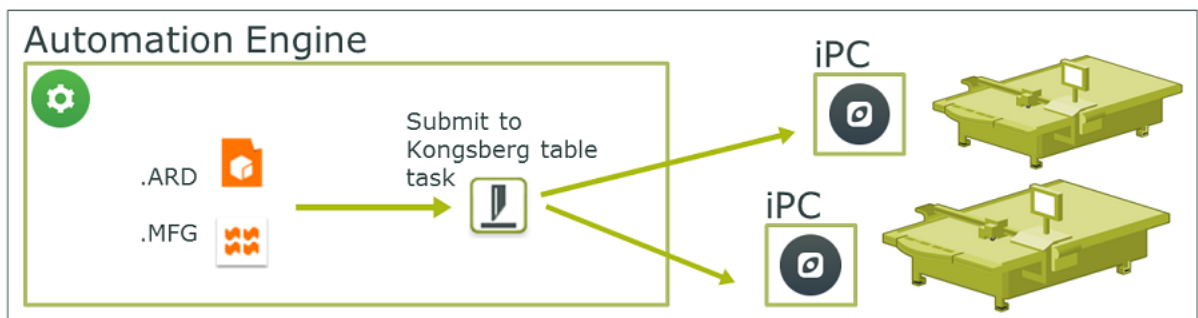 Automation Engine
iPC
Submit to
Kongsberg table
task
.ARD
.MFG
iPC